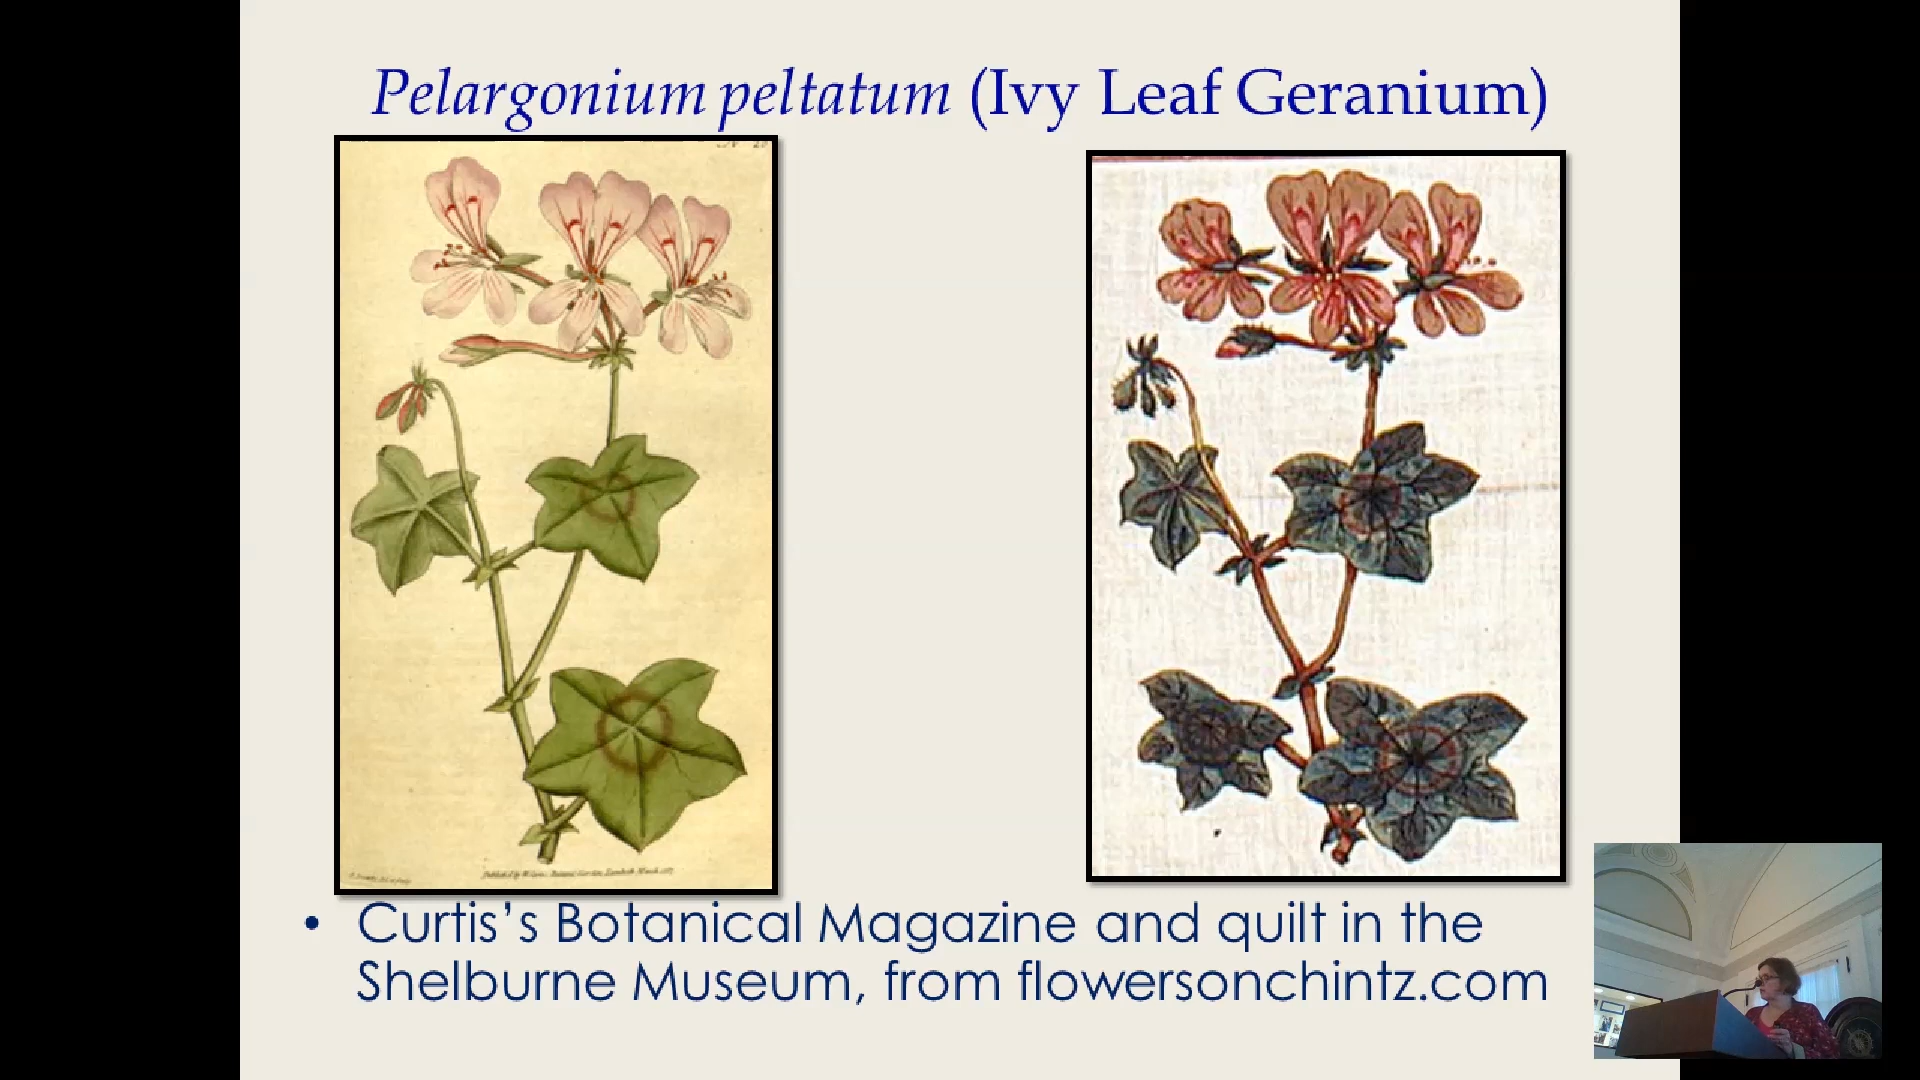 Pelargonium peltatum (Ivy Leaf Geranium)
• Curtis’s Botanical Magazine and quilt in the
Shelburne Museum, from flowersonchintz.com